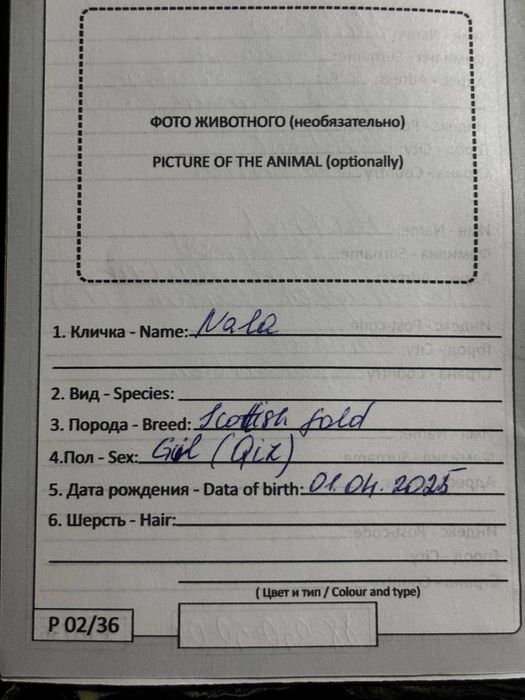 ФОТО ЖИВОТНОГО (необязательно)
PICTURE OF THE ANIMAL (optionally)
1. Кличка - Name: Nala
2. Вид - Species:
3. Порода - Breed: Scottish fold
4.Пол - Sex: Girl (Qiz)
5. Дата рождения - Data of birth: 01.04.2025
6. Шерсть - Hair:
( Цвет и тип / Colour and type)
P 02/36